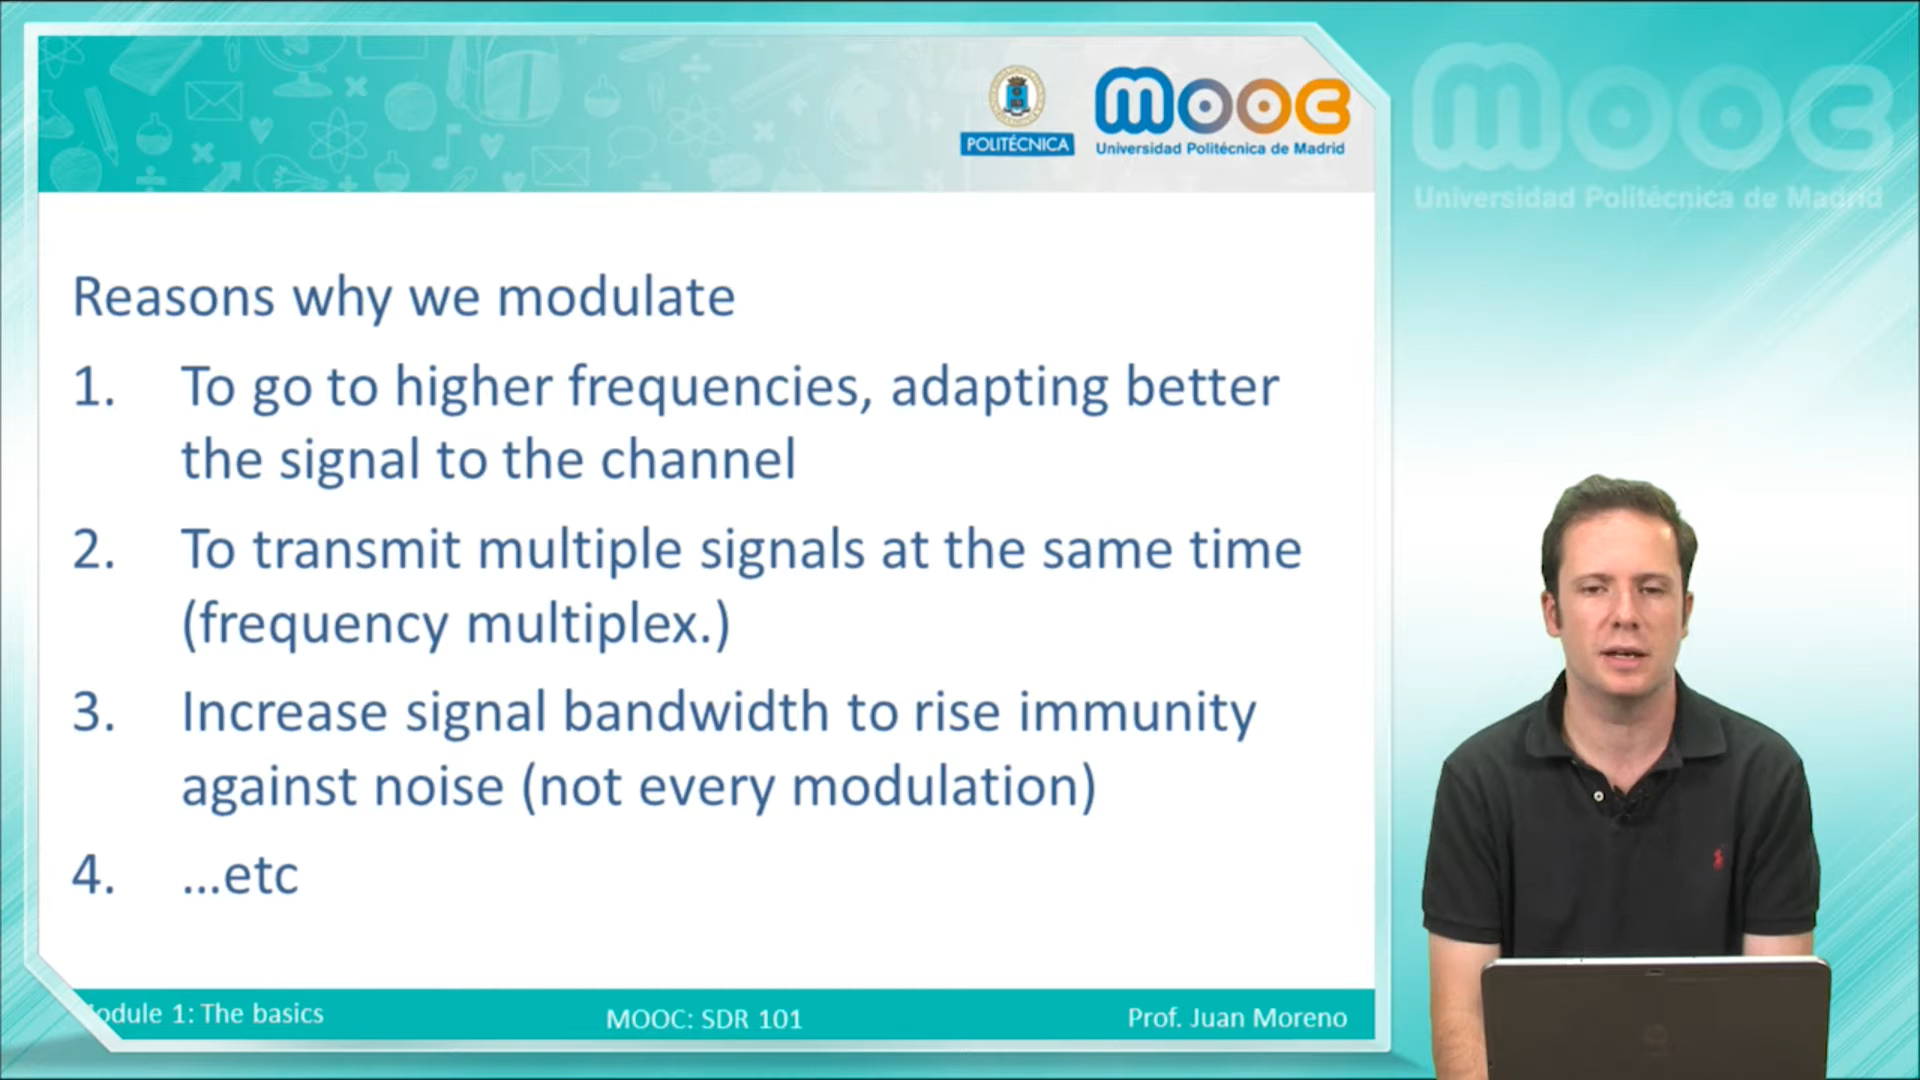 POLITÉCNICA
mooc
Universidad Politécnica de Madrid
mooc
Universidad Politécnica de Madrid
Reasons why we modulate
1. To go to higher frequencies, adapting better
the signal to the channel
2. To transmit multiple signals at the same time
(frequency multiplex.)
3. Increase signal bandwidth to rise immunity
against noise (not every modulation)
4. ...etc
odule 1: The basics
MOOC: SDR 101
Prof. Juan Moreno